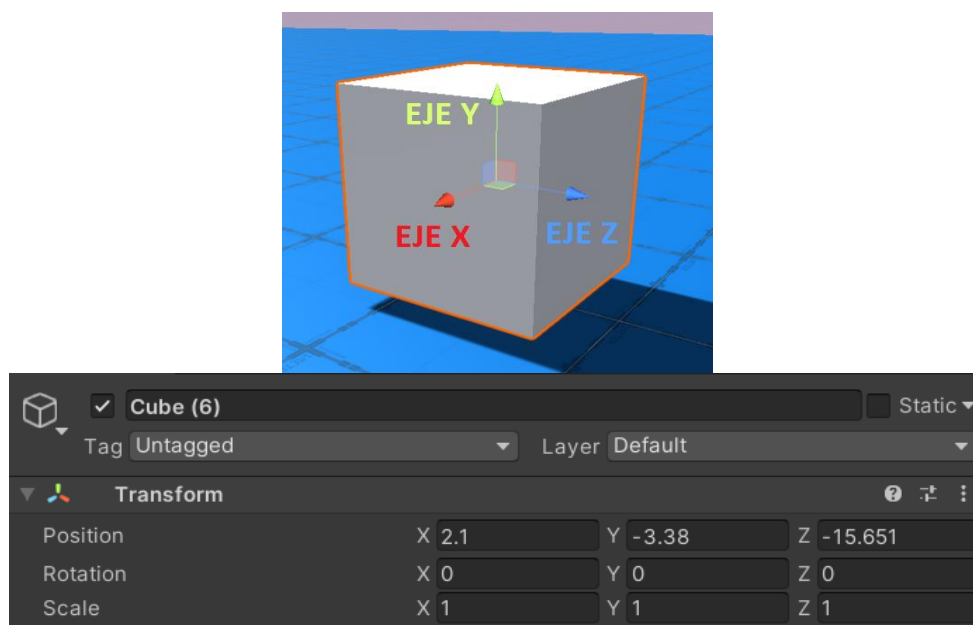 EJE Y
EJE X
EJE Z
Cube (6)
Static
Tag Untagged
Layer Default
Transform
Position X 2.1 Y -3.38 Z -15.651
Rotation X 0 Y 0 Z 0
Scale X 1 Y 1 Z 1